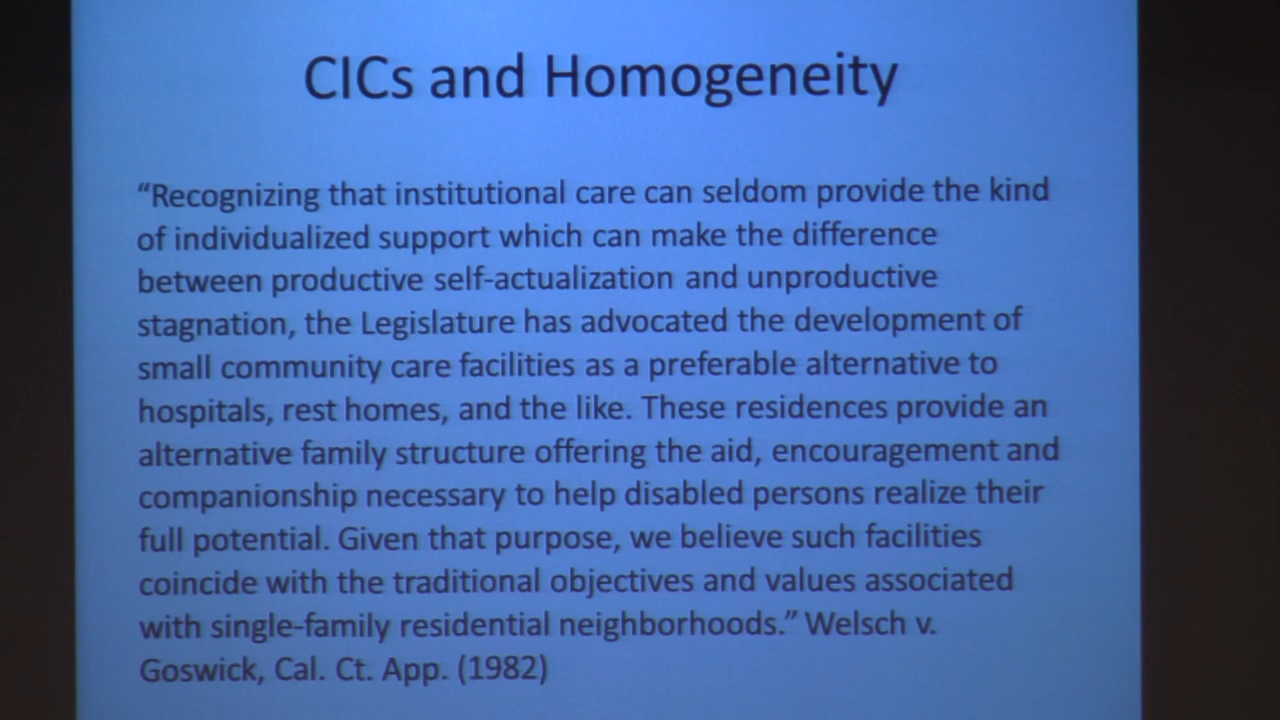 CICs and Homogeneity
“Recognizing that institutional care can seldom provide the kind
of individualized support which can make the difference
between productive self-actualization and unproductive
stagnation, the Legislature has advocated the development of
small community care facilities as a preferable alternative to
hospitals, rest homes, and the like. These residences provide an
alternative family structure offering the aid, encouragement and
companionship necessary to help disabled persons realize their
full potential. Given that purpose, we believe such facilities
coincide with the traditional objectives and values associated
with single-family residential neighborhoods.” Welsch v.
Goswick, Cal. Ct. App. (1982)